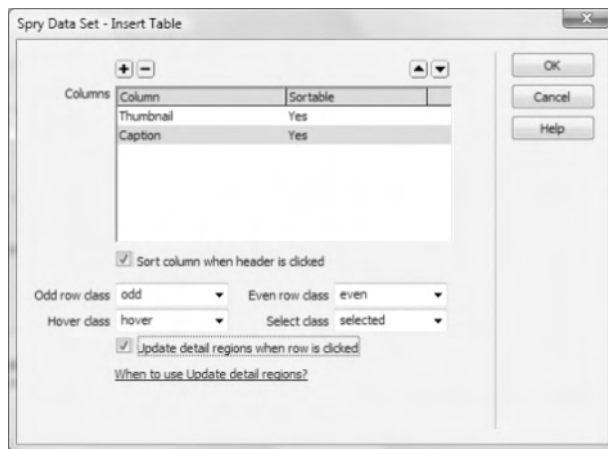 Spry Data Set - Insert Table
OK
Columns Column Sortable
Cancel
Thumbnail Yes
Caption Yes
Help
Sort column when header is clicked
Odd row class odd Even row class even
Hover class hover Select class selected
Update detail regions when row is clicked
When to use Update detail regions?